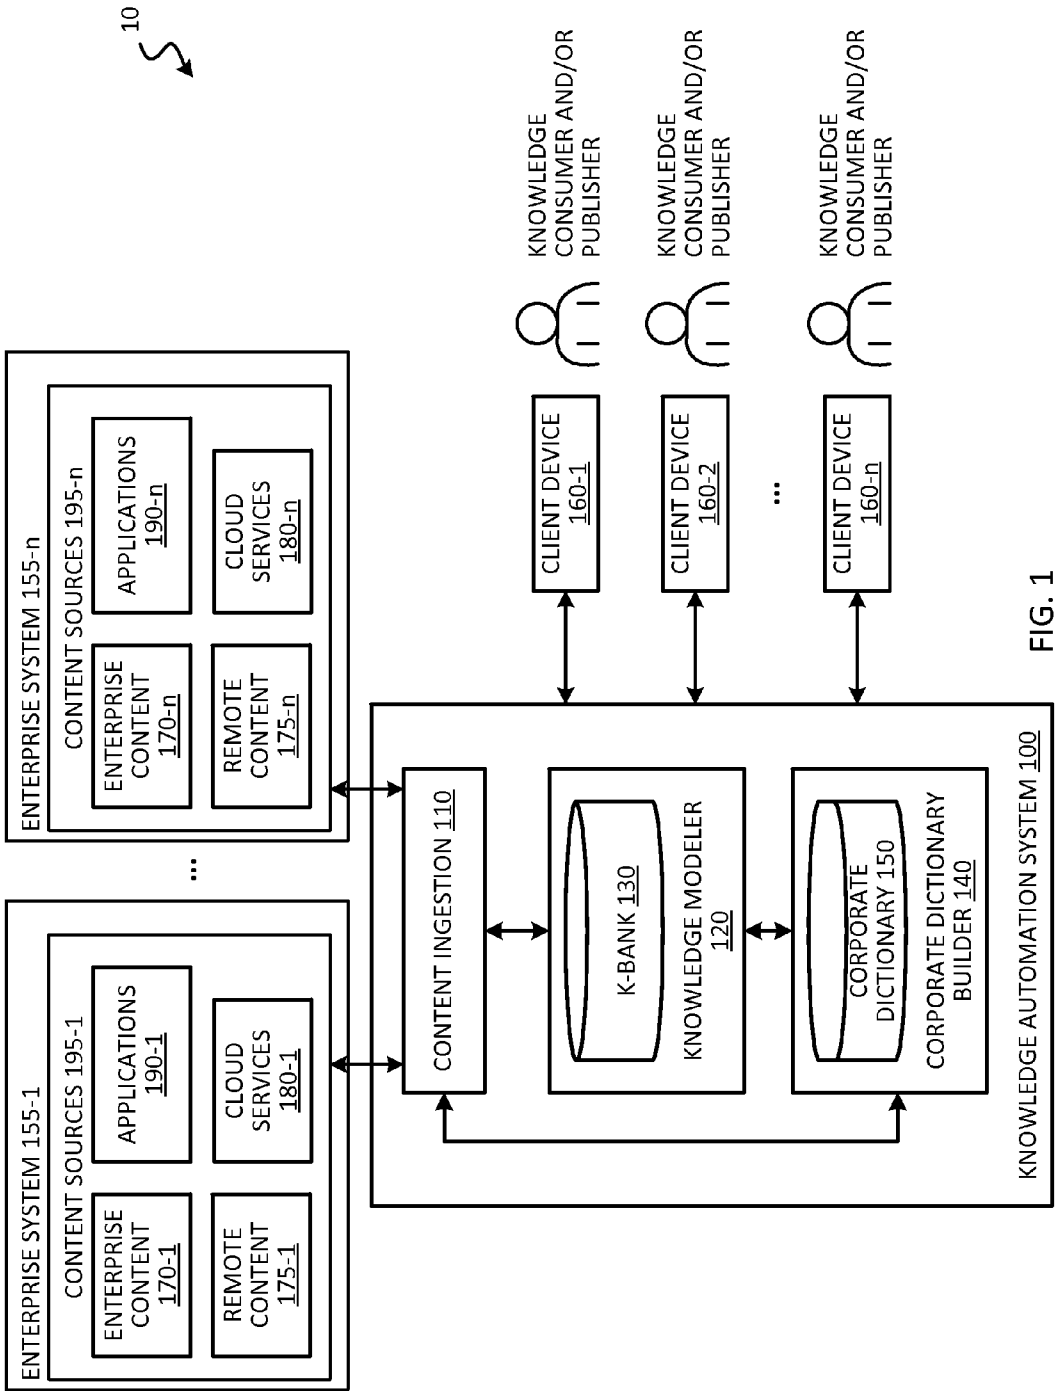 10
ENTERPRISE SYSTEM 155-1
CONTENT SOURCES 195-1
ENTERPRISE
CONTENT
170-1
APPLICATIONS
190-1
REMOTE
CONTENT
175-1
CLOUD
SERVICES
180-1
...
ENTERPRISE SYSTEM 155-n
CONTENT SOURCES 195-n
ENTERPRISE
CONTENT
170-n
APPLICATIONS
190-n
REMOTE
CONTENT
175-n
CLOUD
SERVICES
180-n
CONTENT INGESTION 110
K-BANK 130
KNOWLEDGE MODELER
120
CORPORATE
DICTIONARY 150
CORPORATE DICTIONARY
BUILDER 140
KNOWLEDGE AUTOMATION SYSTEM 100
CLIENT DEVICE
160-1
KNOWLEDGE
CONSUMER AND/OR
PUBLISHER
CLIENT DEVICE
160-2
KNOWLEDGE
CONSUMER AND/OR
PUBLISHER
...
CLIENT DEVICE
160-n
KNOWLEDGE
CONSUMER AND/OR
PUBLISHER
FIG. 1